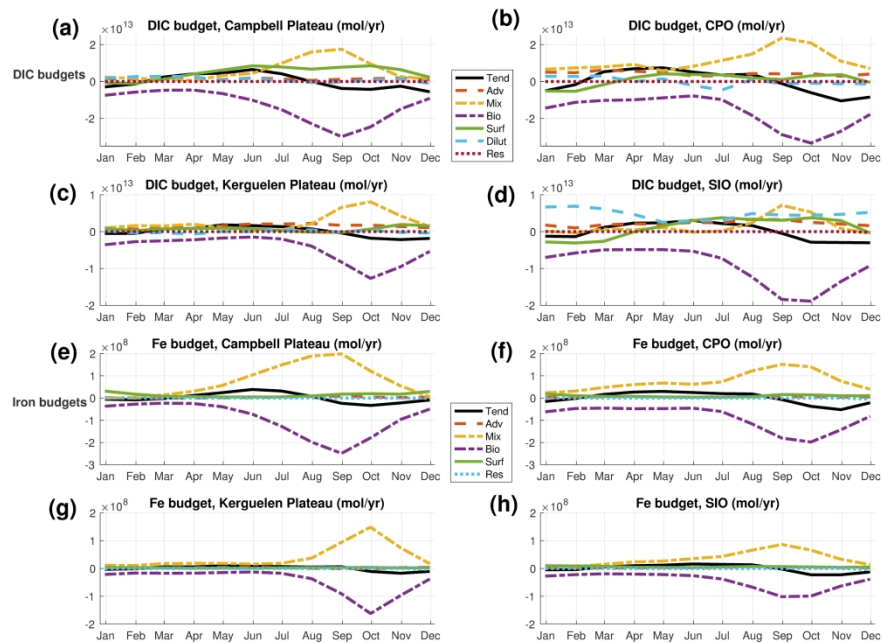 (a) DIC budget, Campbell Plateau (mol/yr)
×10^13
DIC budgets
2
1
0
-1
-2
Jan Feb Mar Apr May Jun Jul Aug Sep Oct Nov Dec
Tend
Adv
Mix
Bio
Surf
Dilut
Res
(b) DIC budget, CPO (mol/yr)
×10^13
2
1
0
-1
-2
Jan Feb Mar Apr May Jun Jul Aug Sep Oct Nov Dec
(c) DIC budget, Kerguelen Plateau (mol/yr)
×10^13
1
0
-1
-2
Jan Feb Mar Apr May Jun Jul Aug Sep Oct Nov Dec
(d) DIC budget, SIO (mol/yr)
×10^13
1
0
-1
-2
Jan Feb Mar Apr May Jun Jul Aug Sep Oct Nov Dec
(e) Fe budget, Campbell Plateau (mol/yr)
×10^8
Iron budgets
2
1
0
-1
-2
-3
Jan Feb Mar Apr May Jun Jul Aug Sep Oct Nov Dec
Tend
Adv
Mix
Bio
Surf
Res
(f) Fe budget, CPO (mol/yr)
×10^8
2
1
0
-1
-2
-3
Jan Feb Mar Apr May Jun Jul Aug Sep Oct Nov Dec
(g) Fe budget, Kerguelen Plateau (mol/yr)
×10^8
2
1
0
-1
-2
Jan Feb Mar Apr May Jun Jul Aug Sep Oct Nov Dec
(h) Fe budget, SIO (mol/yr)
×10^8
2
1
0
-1
-2
Jan Feb Mar Apr May Jun Jul Aug Sep Oct Nov Dec